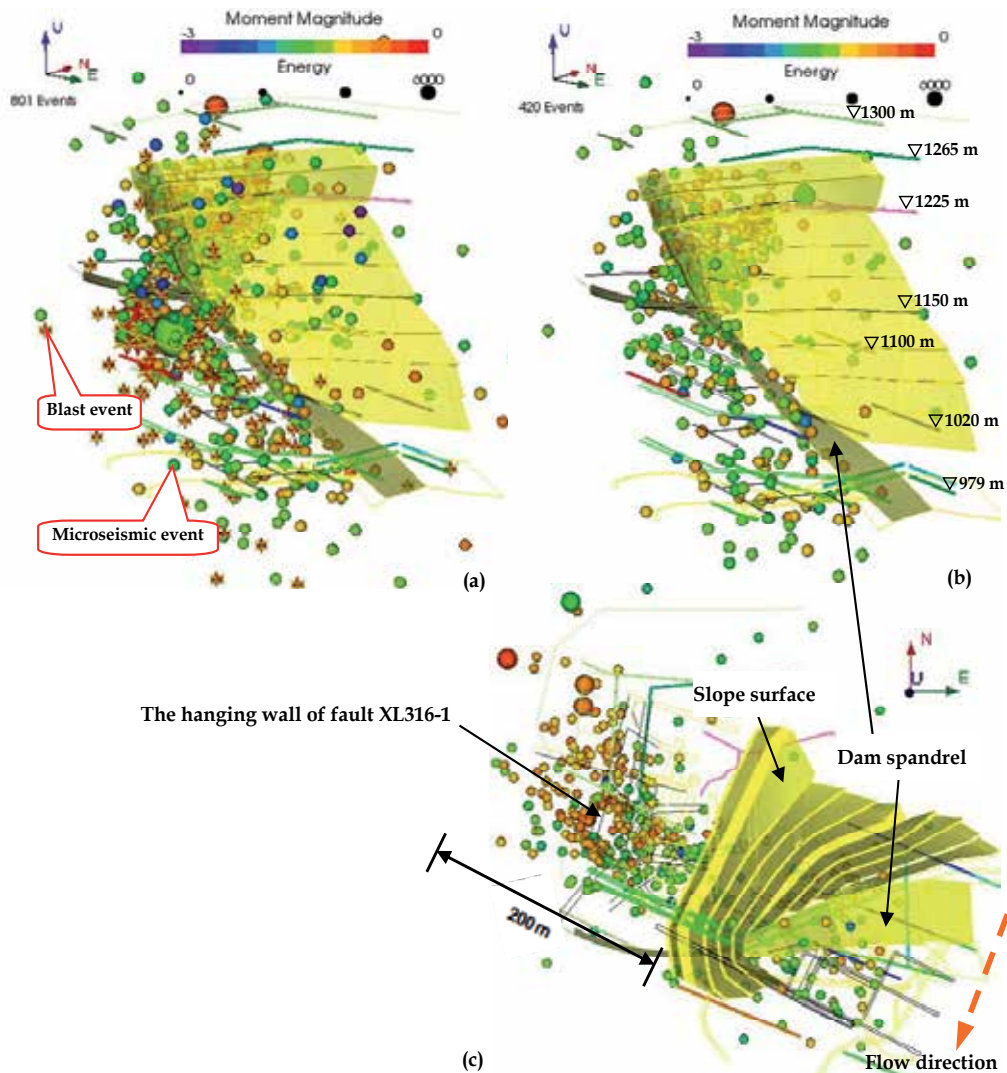 Moment Magnitude
-3
0
Energy
0
6000
U
N
E
801 Events
Blast event
Microseismic event
(a)
Moment Magnitude
-3
0
Energy
0
6000
U
N
E
420 Events
▽1300 m
▽1265 m
▽1225 m
▽1150 m
▽1100 m
▽1020 m
▽979 m
(b)
N
U
E
The hanging wall of fault XL316-1
Slope surface
Dam spandrel
200 m
Flow direction
(c)